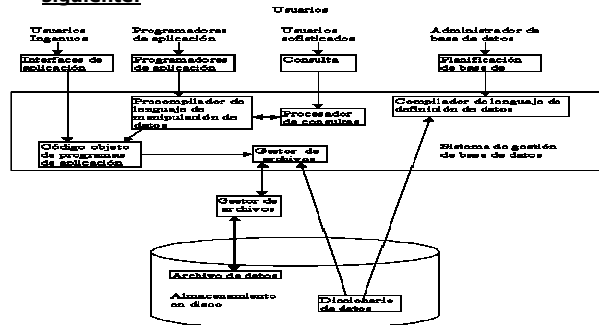 siguiente:
Usuarios
Usuarios
Ingenuos
Programadores
de aplicación
Usuarios
sofisticados
Administrador de
base de datos
Interfaces de
aplicación
Programadores
de aplicación
Consulta
Planificación
de base de
Precompilador de
lenguaje de
manipulación de
datos
Procesador
de consultas
Compilador de lenguaje de
definición de datos
Código objeto
de programas
de aplicación
Gestor de
archivos
Sistema de gestión
de base de datos
Gestor de
archivos
Archivo de datos
Almacenamiento
en disco
Diccionario
de datos